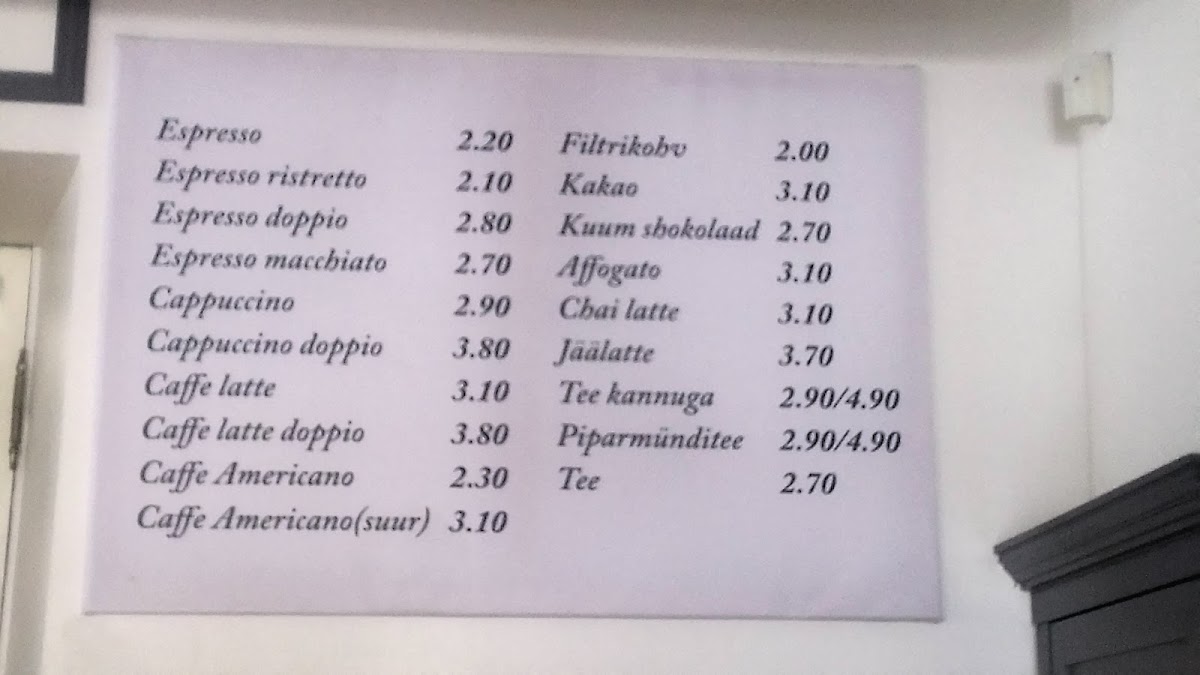 Espresso 2.20
Espresso ristretto 2.10
Espresso doppio 2.80
Espresso macchiato 2.70
Cappuccino 2.90
Cappuccino doppio 3.80
Caffe latte 3.10
Caffe latte doppio 3.80
Caffe Americano 2.30
Caffe Americano(suur) 3.10
Filtrikohv 2.00
Kakao 3.10
Kuum shokolaad 2.70
Affogato 3.10
Chai latte 3.10
Jäälatte 3.70
Tee kannuga 2.90/4.90
Piparmünditee 2.90/4.90
Tee 2.70